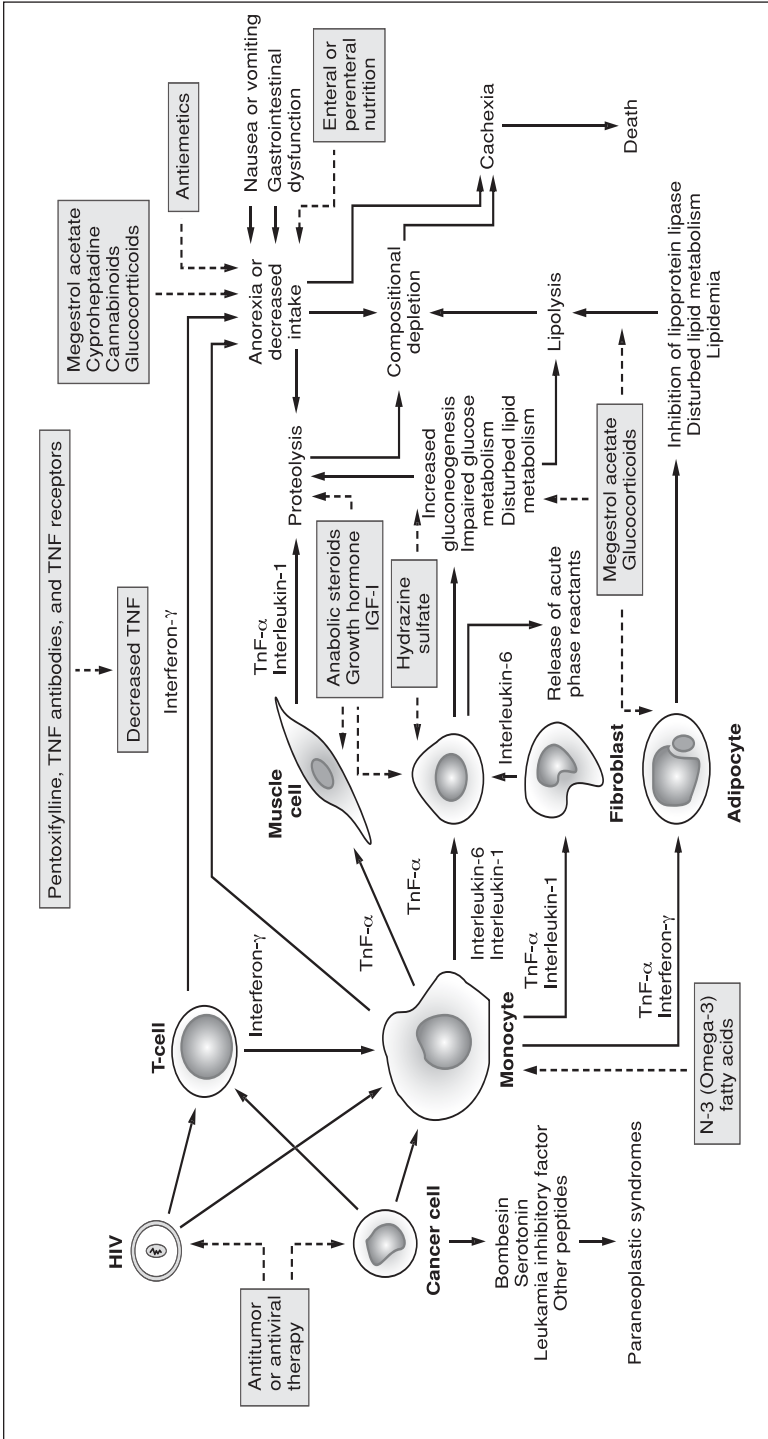 Pentoxifylline, TNF antibodies, and TNF receptors
Decreased TNF
Megestrol acetate
Cyproheptadine
Cannabinoids
Glucocorticoids
Antiemetics
HIV
T-cell
Interferon-γ
Interferon-γ
Antitumor
or antiviral
therapy
Cancer cell
Bombesin
Serotonin
Leukamia inhibitory factor
Other peptides
Paraneoplastic syndromes
Monocyte
N-3 (Omega-3)
fatty acids
TnF-α
TnF-α
Interleukin-6
Interleukin-1
TnF-α
Interleukin-1
TnF-α
Interferon-γ
Muscle
cell
Interleukin-6
Fibroblast
Adipocyte
TnF-α
Interleukin-1
Anabolic steroids
Growth hormone
IGF-I
Hydrazine
sulfate
Release of acute
phase reactants
Megestrol acetate
Glucocorticoids
Proteolysis
Increased
gluconeogenesis
Impaired glucose
metabolism
Disturbed lipid
metabolism
Inhibition of lipoprotein lipase
Disturbed lipid metabolism
Lipidemia
Anorexia or
decreased
intake
Compositional
depletion
Lipolysis
Nausea or vomiting
Gastrointestinal
dysfunction
Enteral or
perenteral
nutrition
Cachexia
Death